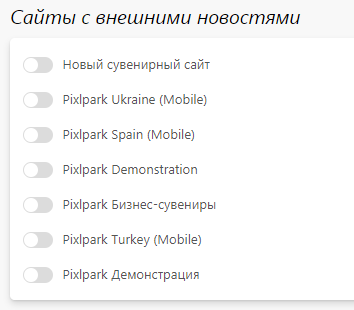 Сайты с внешними новостями
Новый сувенирный сайт
Pixlpark Ukraine (Mobile)
Pixlpark Spain (Mobile)
Pixlpark Demonstration
Pixlpark Бизнес-сувениры
Pixlpark Turkey (Mobile)
Pixlpark Демонстрация